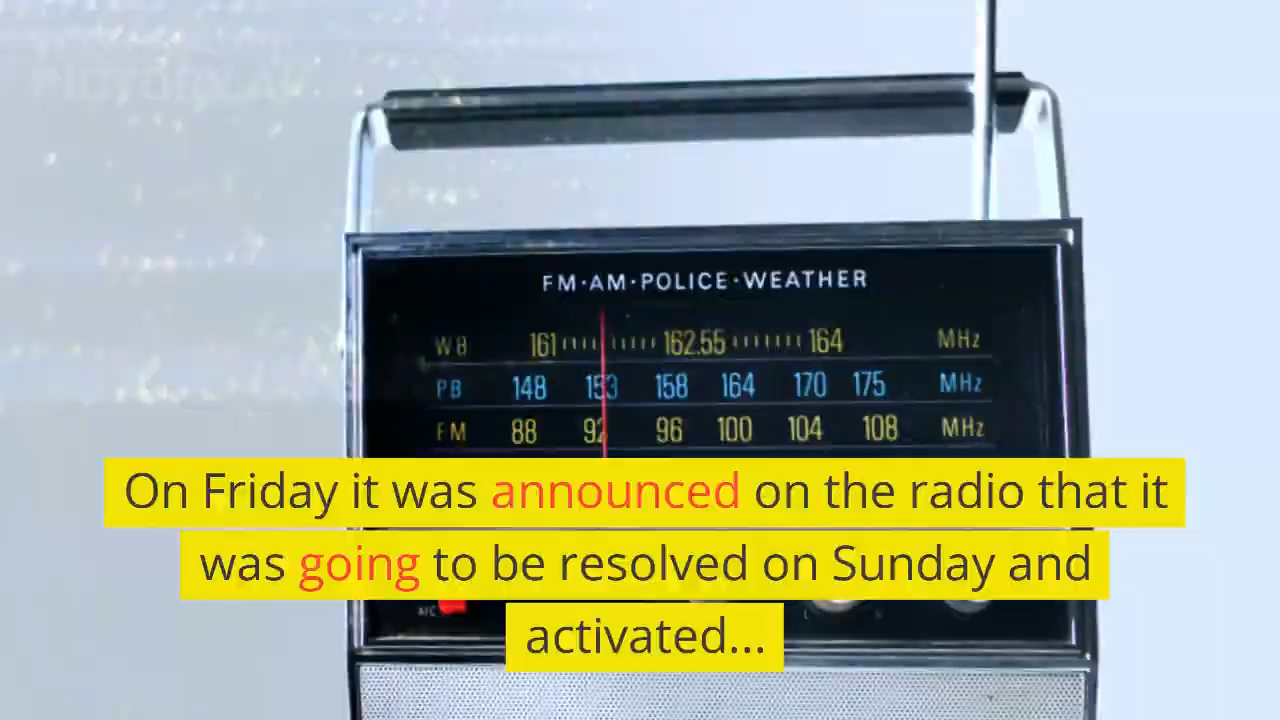 PICTORY.AI
FM·AM·POLICE·WEATHER
WB 161 162.55 164 MHz
PB 148 153 158 164 170 175 MHz
FM 88 92 96 100 104 108 MHz
On Friday it was announced on the radio that it
was going to be resolved on Sunday and
activated...